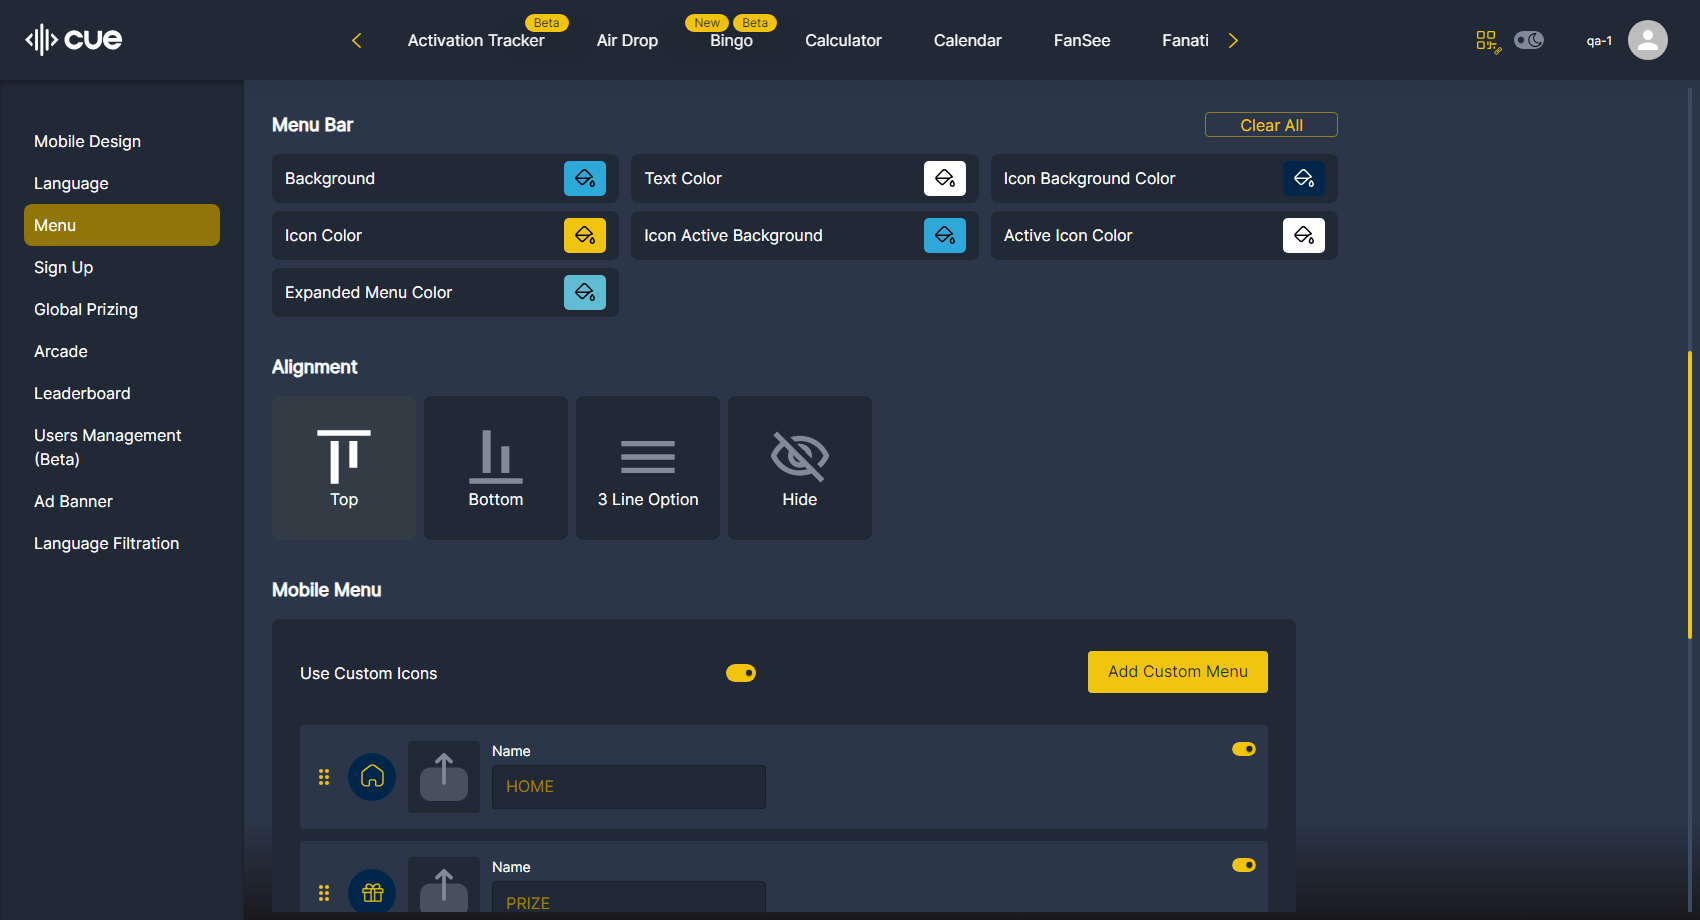 cue
Beta
New
Beta
Activation Tracker
Air Drop
Bingo
Calculator
Calendar
FanSee
Fanati
qa-1
Mobile Design
Language
Menu
Sign Up
Global Prizing
Arcade
Leaderboard
Users Management
(Beta)
Ad Banner
Language Filtration
Menu Bar
Clear All
Background
Text Color
Icon Background Color
Icon Color
Icon Active Background
Active Icon Color
Expanded Menu Color
Alignment
Top
Bottom
3 Line Option
Hide
Mobile Menu
Use Custom Icons
Add Custom Menu
Name
HOME
Name
PRIZE